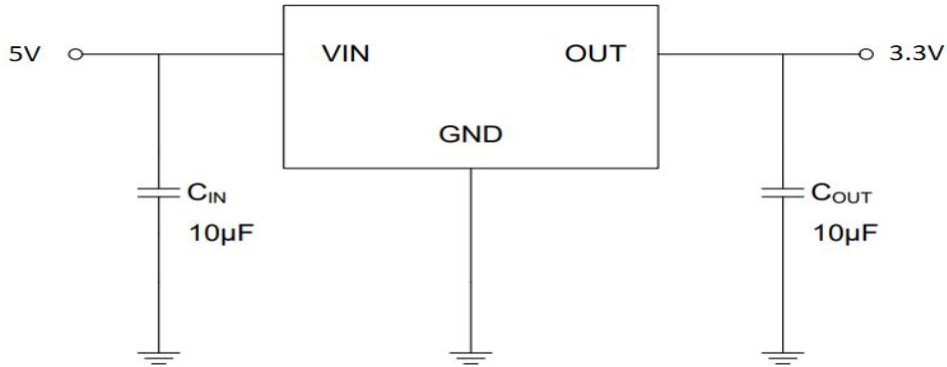 5V
VIN
OUT
3.3V
GND
CIN
10µF
COUT
10µF